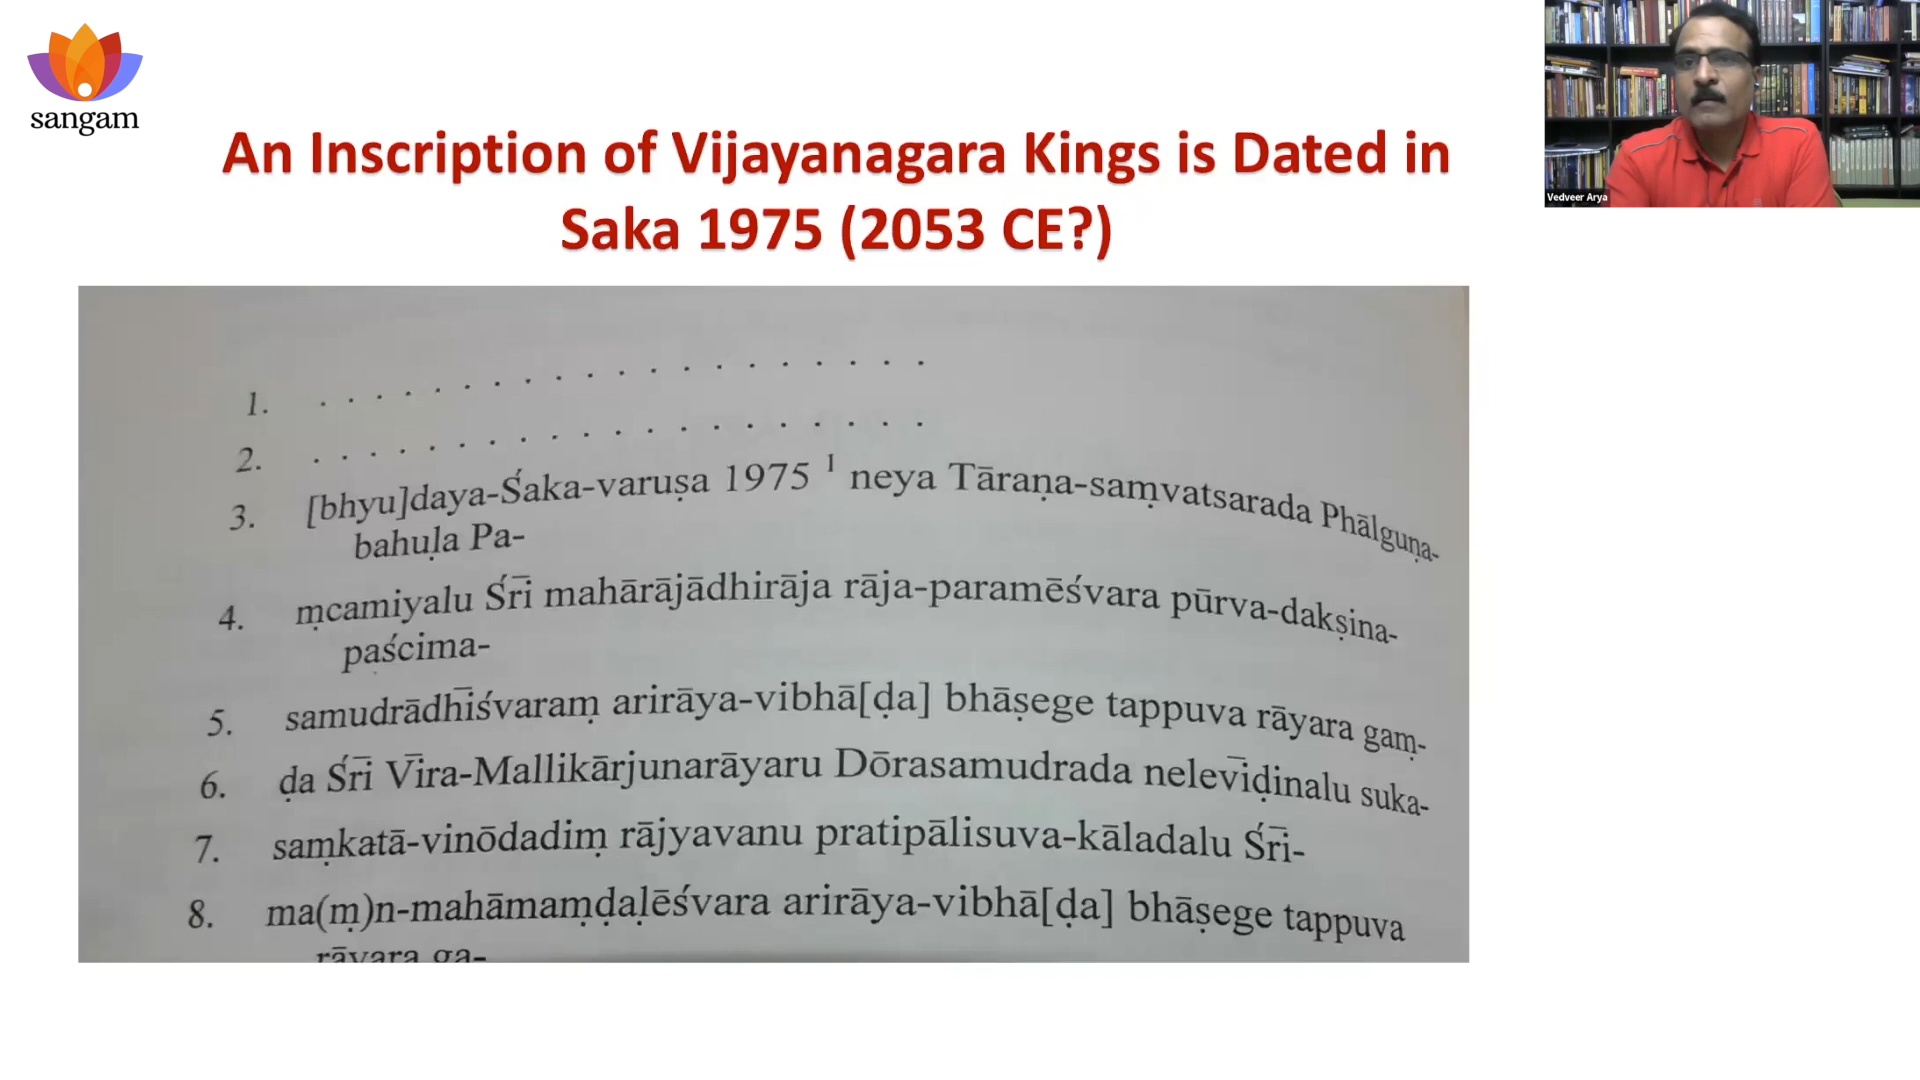 sangam
An Inscription of Vijayanagara Kings is Dated in
Saka 1975 (2053 CE?)
Vedveer Arya
1. . . . . . . . . . . . . . . . . . . .
2. . . . . . . . . . . . . . . . . . . .
3. [bhyu]daya-Śaka-varuṣa 1975 ¹ neya Tāraṇa-saṃvatsarada Phālguṇa-
bahuḷa Pa-
4. ṃcamiyalu Śrī mahārājādhirāja rāja-paramēśvara pūrva-dakṣina-
paścima-
5. samudrādhīśvaraṃ arirāya-vibhā[ḍa] bhāṣege tappuva rāyara gaṃ-
6. ḍa Śrī Vīra-Mallikārjunarāyaru Dōrasamudrada nelevīḍinalu suka-
7. saṃkatā-vinōdadiṃ rājyavanu pratipālisuva-kāladalu Śrī-
8. ma(ṃ)n-mahāmaṃḍaḷēśvara arirāya-vibhā[ḍa] bhāṣege tappuva
rāyara ga-